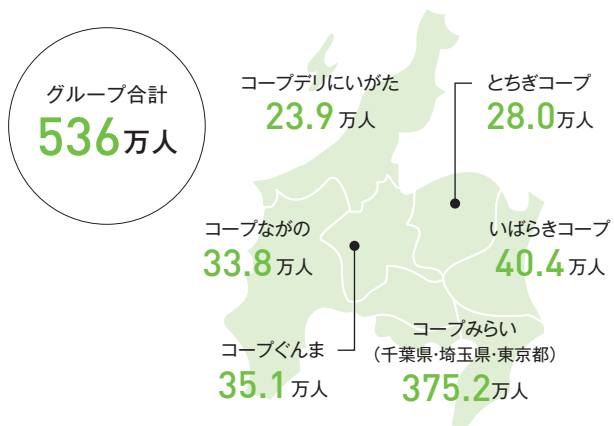 グループ合計
536万人
コープデリにいがた
23.9万人
とちぎコープ
28.0万人
コープながの
33.8万人
いばらきコープ
40.4万人
コープぐんま
35.1万人
コープみらい
（千葉県・埼玉県・東京都）
375.2万人